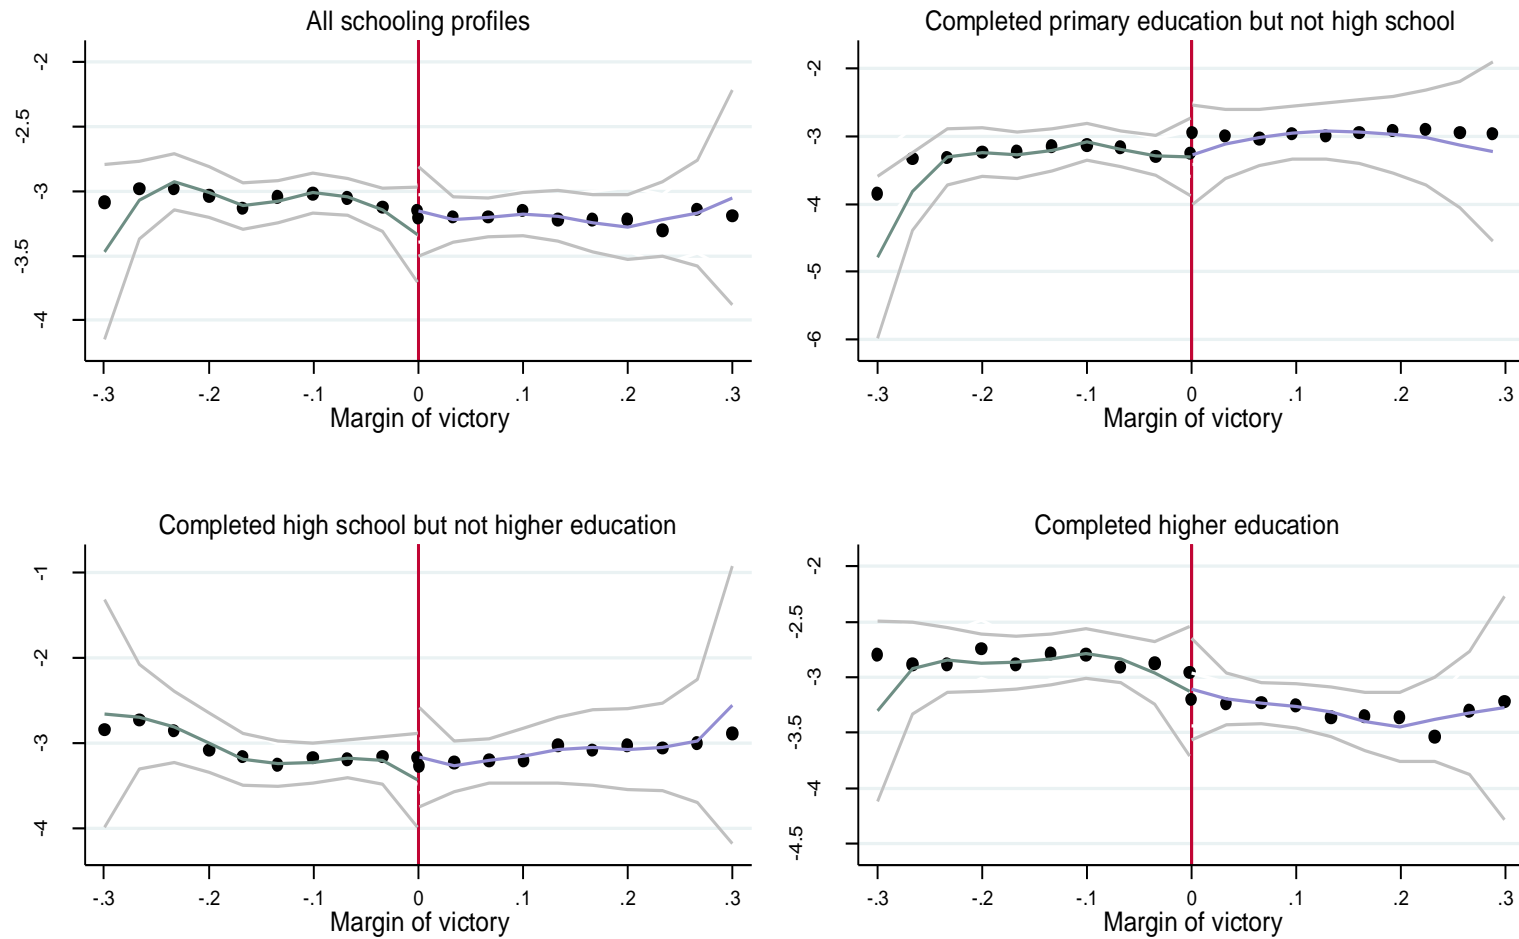 All schooling profiles
-2
-2.5
-3
-3.5
-4
-.3 -.2 -.1 0 .1 .2 .3
Margin of victory
Completed primary education but not high school
-2
-3
-4
-5
-6
-.3 -.2 -.1 0 .1 .2 .3
Margin of victory
Completed high school but not higher education
-1
-2
-3
-4
-.3 -.2 -.1 0 .1 .2 .3
Margin of victory
Completed higher education
-2
-2.5
-3
-3.5
-4
-4.5
-.3 -.2 -.1 0 .1 .2 .3
Margin of victory